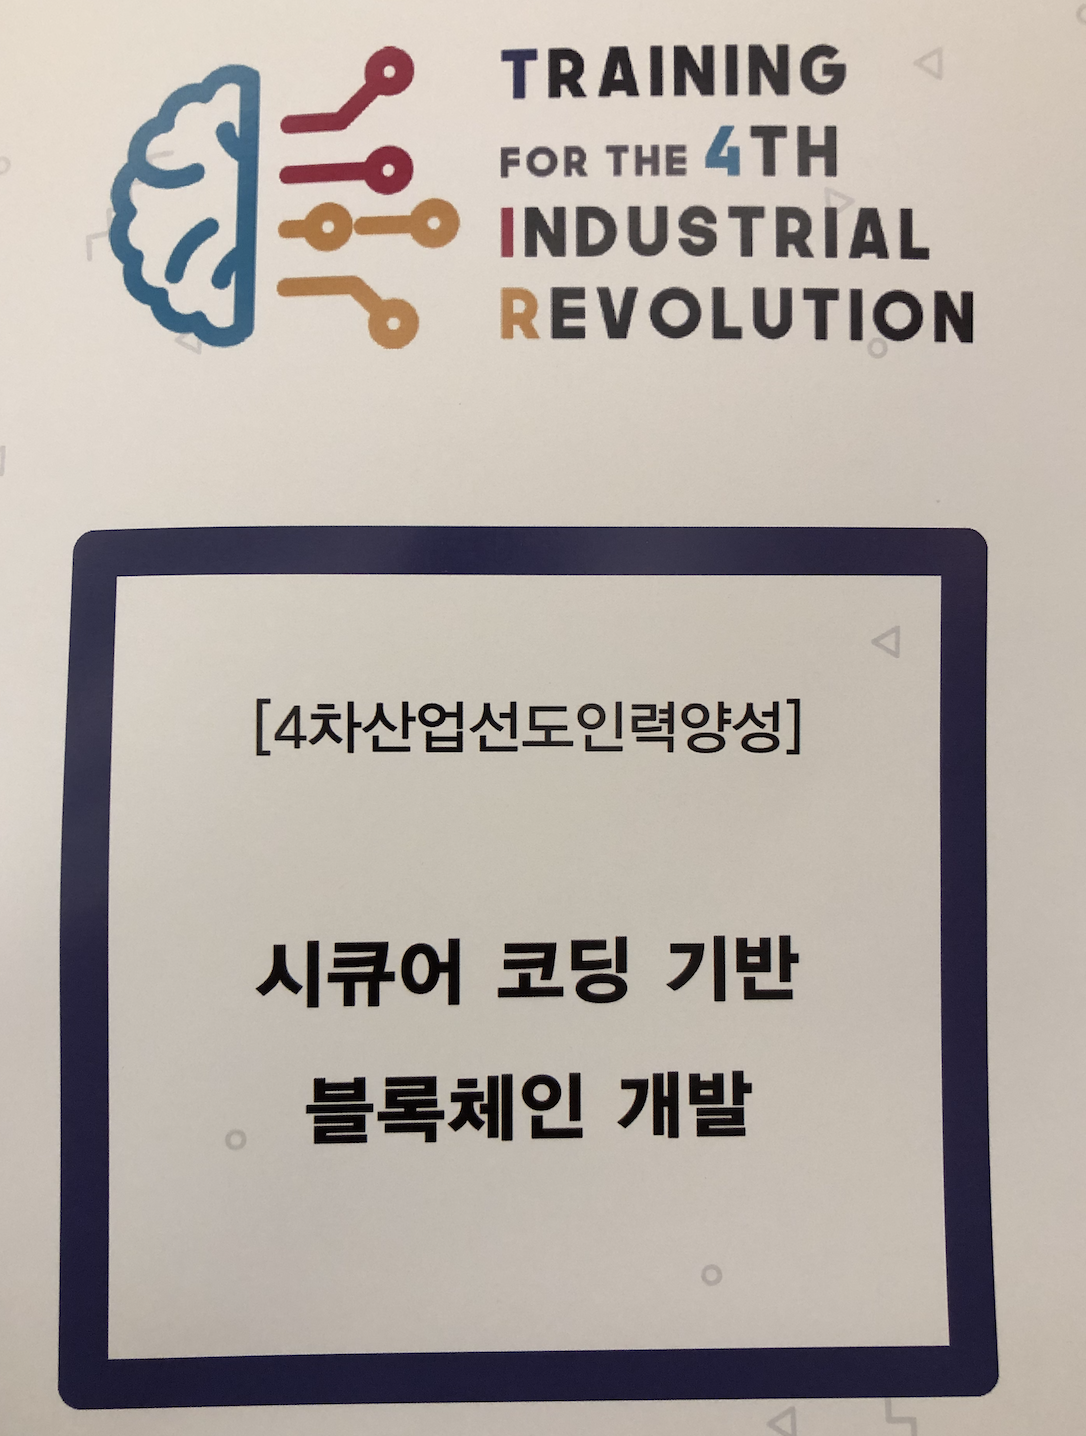 TRAINING
FOR THE 4TH
INDUSTRIAL
REVOLUTION
[4차산업선도인력양성]
시큐어 코딩 기반
블록체인 개발